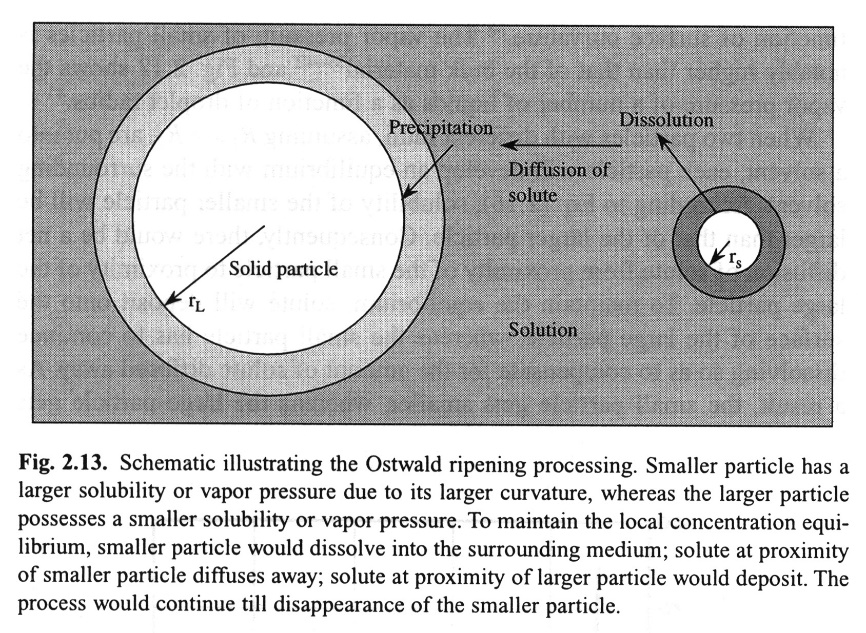 Precipitation
Dissolution
Diffusion of
solute
Solid particle
r_L
r_s
Solution
Fig. 2.13. Schematic illustrating the Ostwald ripening processing. Smaller particle has a
larger solubility or vapor pressure due to its larger curvature, whereas the larger particle
possesses a smaller solubility or vapor pressure. To maintain the local concentration equi-
librium, smaller particle would dissolve into the surrounding medium; solute at proximity
of smaller particle diffuses away; solute at proximity of larger particle would deposit. The
process would continue till disappearance of the smaller particle.